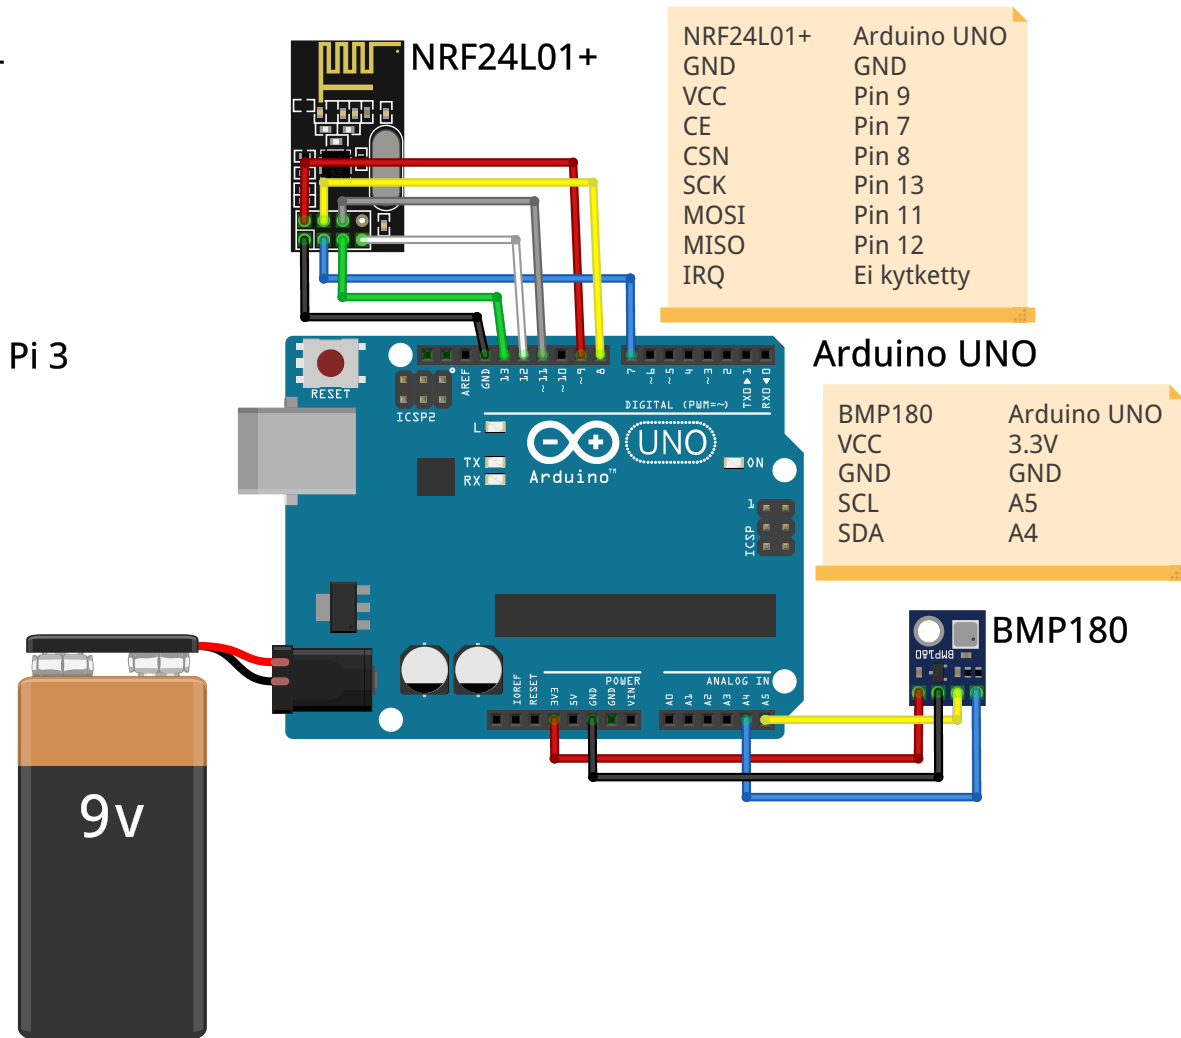 NRF24L01+
NRF24L01+ Arduino UNO
GND GND
VCC Pin 9
CE Pin 7
CSN Pin 8
SCK Pin 13
MOSI Pin 11
MISO Pin 12
IRQ Ei kytketty
Pi 3
Arduino UNO
RESET
ICSP2
AREF
GND
13
12
~11
~10
~9
8
7
~6
~5
4
~3
2
TX0▶1
RX0◀0
DIGITAL (PWM=~)
L
TX
RX
UNO
Arduino™
ON
1
ICSP
BMP180 Arduino UNO
VCC 3.3V
GND GND
SCL A5
SDA A4
BMP180
BMP180
9v
POWER
ANALOG IN
IOREF
RESET
3V3
5V
GND
GND
VIN
A0
A1
A2
A3
A4
A5